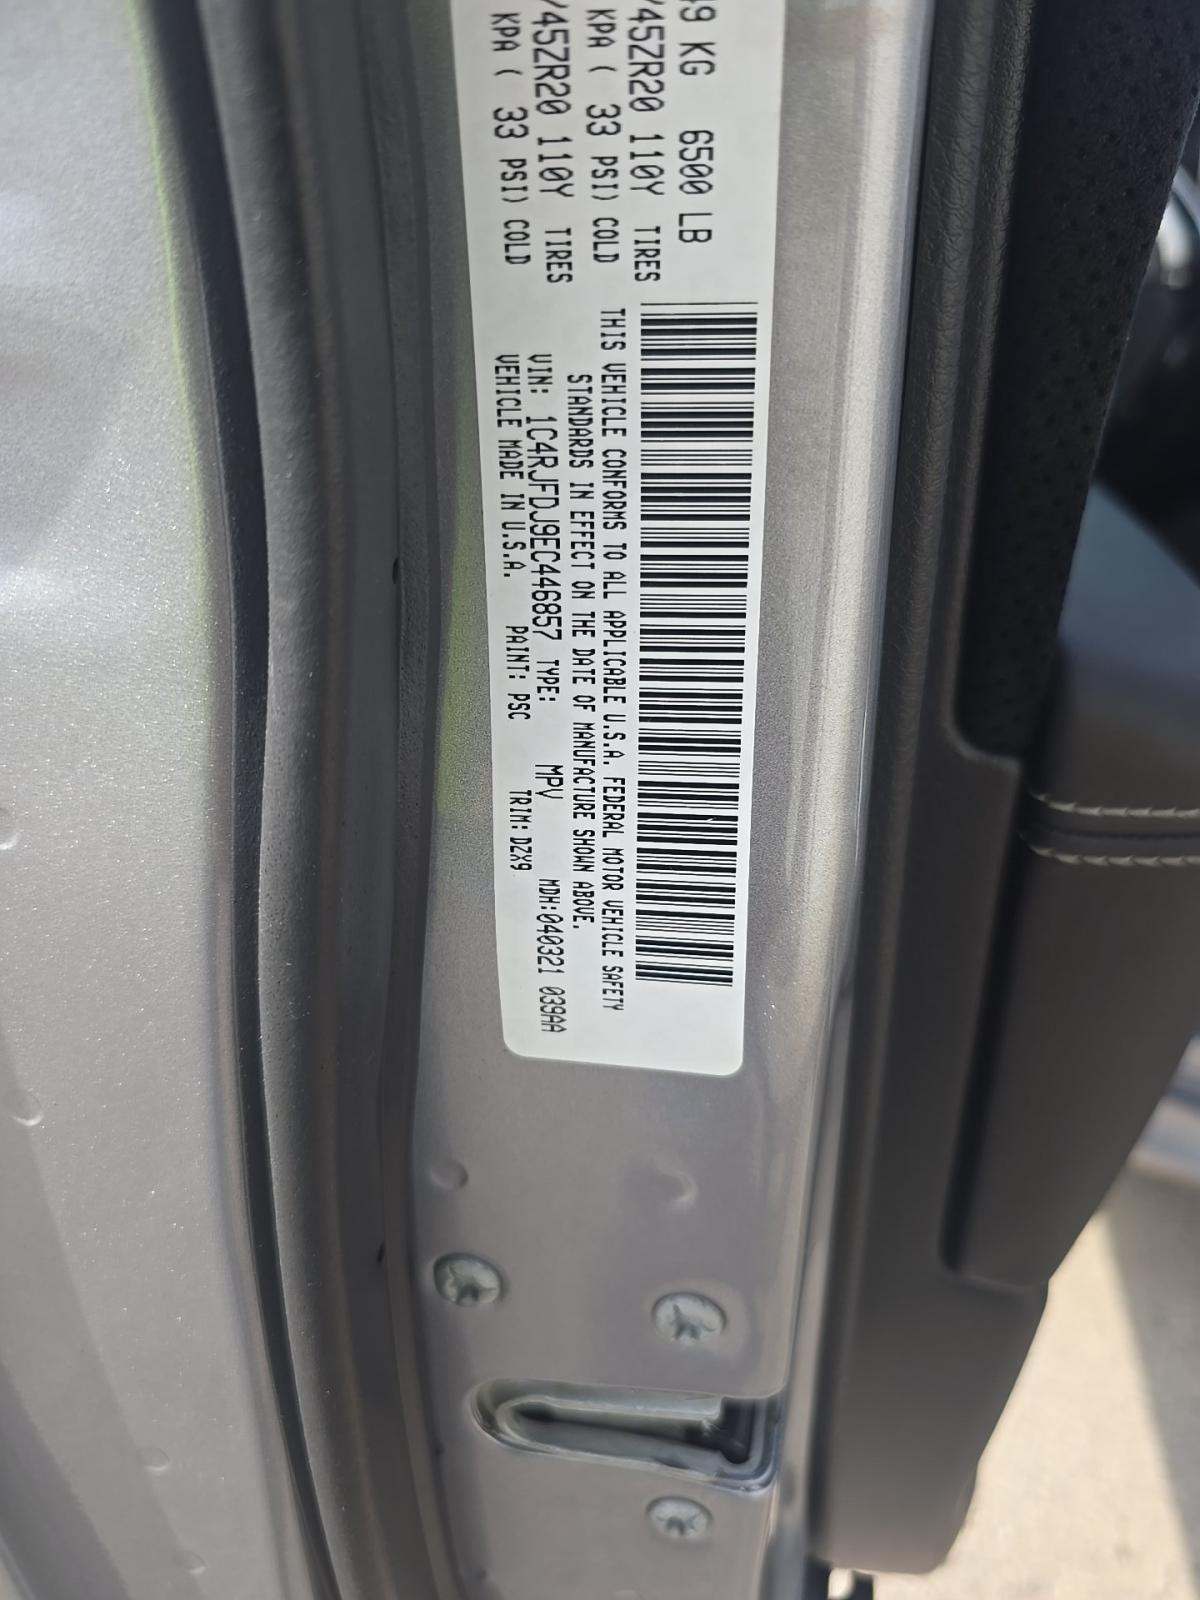 49 KG 6500 LB
/45ZR20 110Y TIRES
KPA ( 33 PSI) COLD
/45ZR20 110Y TIRES
KPA ( 33 PSI) COLD
THIS VEHICLE CONFORMS TO ALL APPLICABLE U.S.A. FEDERAL MOTOR VEHICLE SAFETY
STANDARDS IN EFFECT ON THE DATE OF MANUFACTURE SHOWN ABOVE.
VIN: 1C4RJFDJ9EC446857 TYPE: MPV MDH:040321 039AA
VEHICLE MADE IN U.S.A. PAINT: PSC TRIM: DZX9